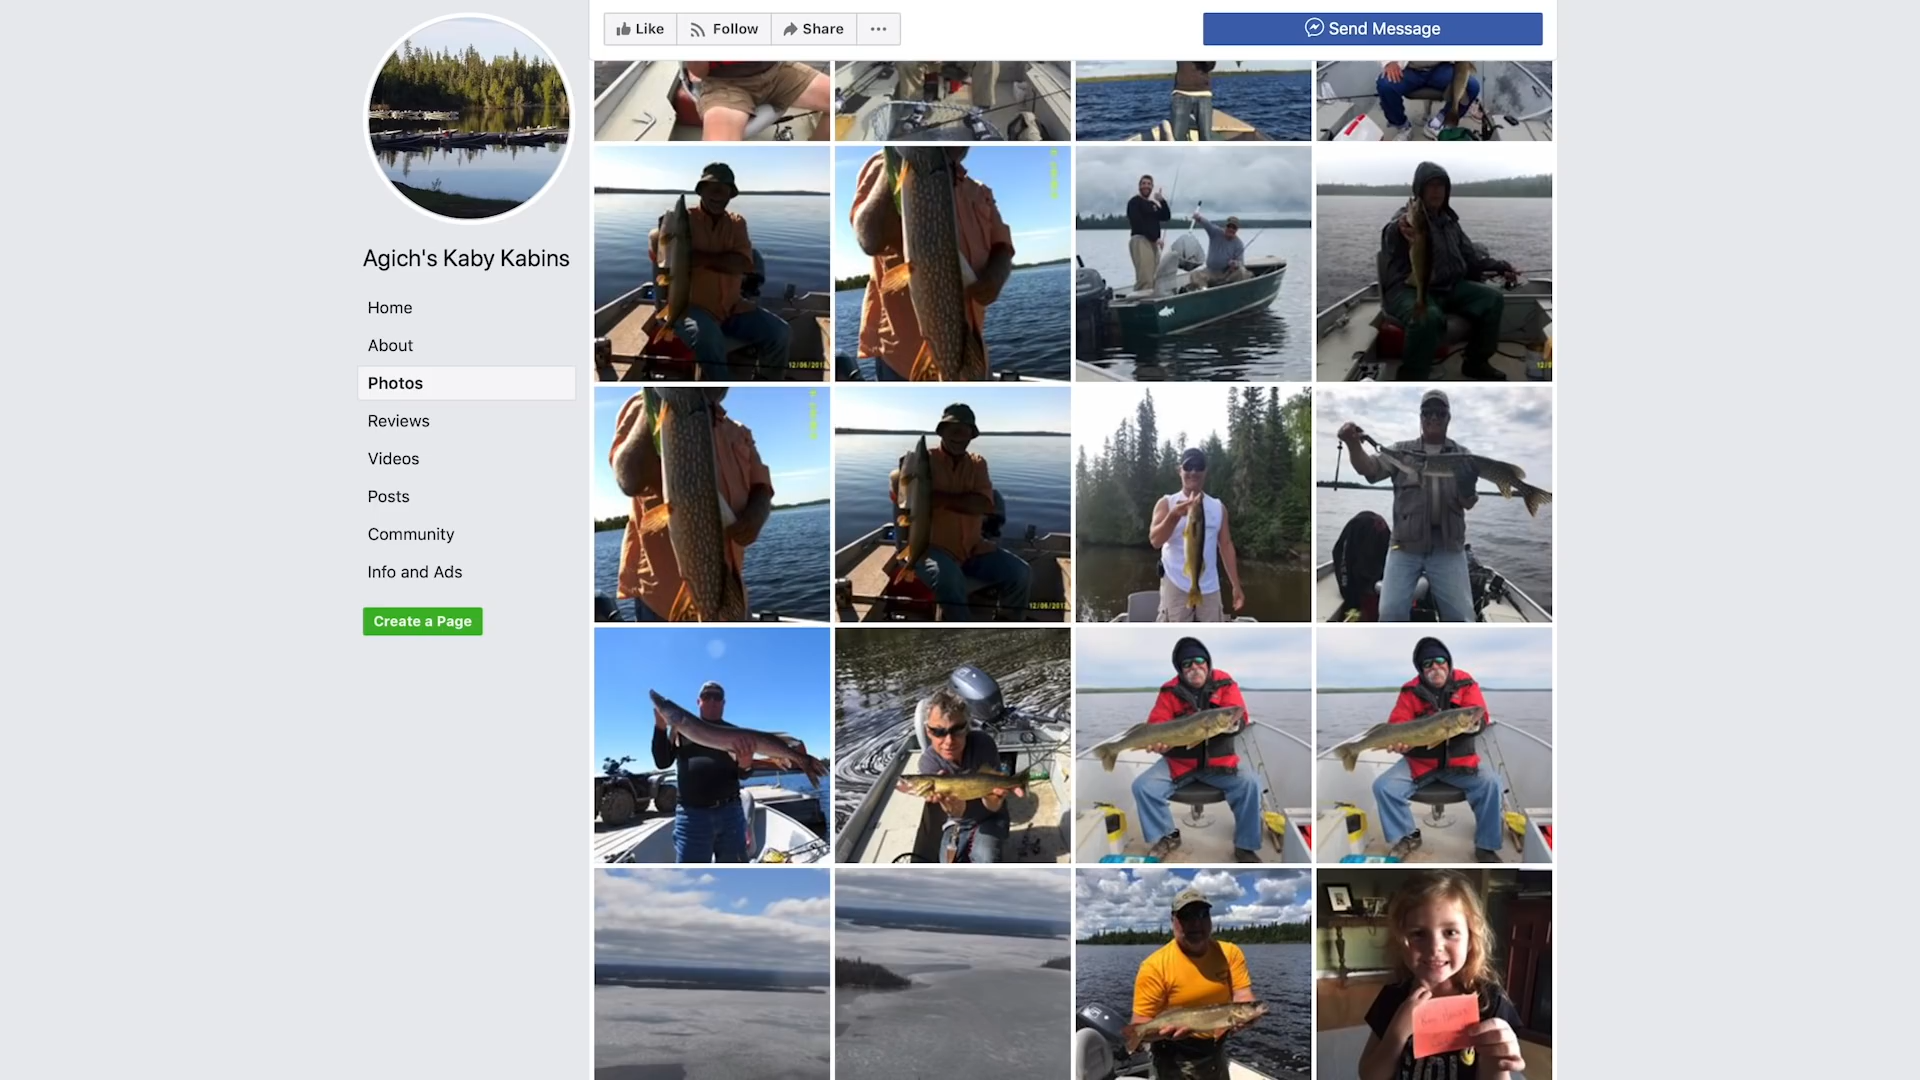 Like
Follow
Share
Send Message
Agich's Kaby Kabins
Home
About
Photos
Reviews
Videos
Posts
Community
Info and Ads
Create a Page